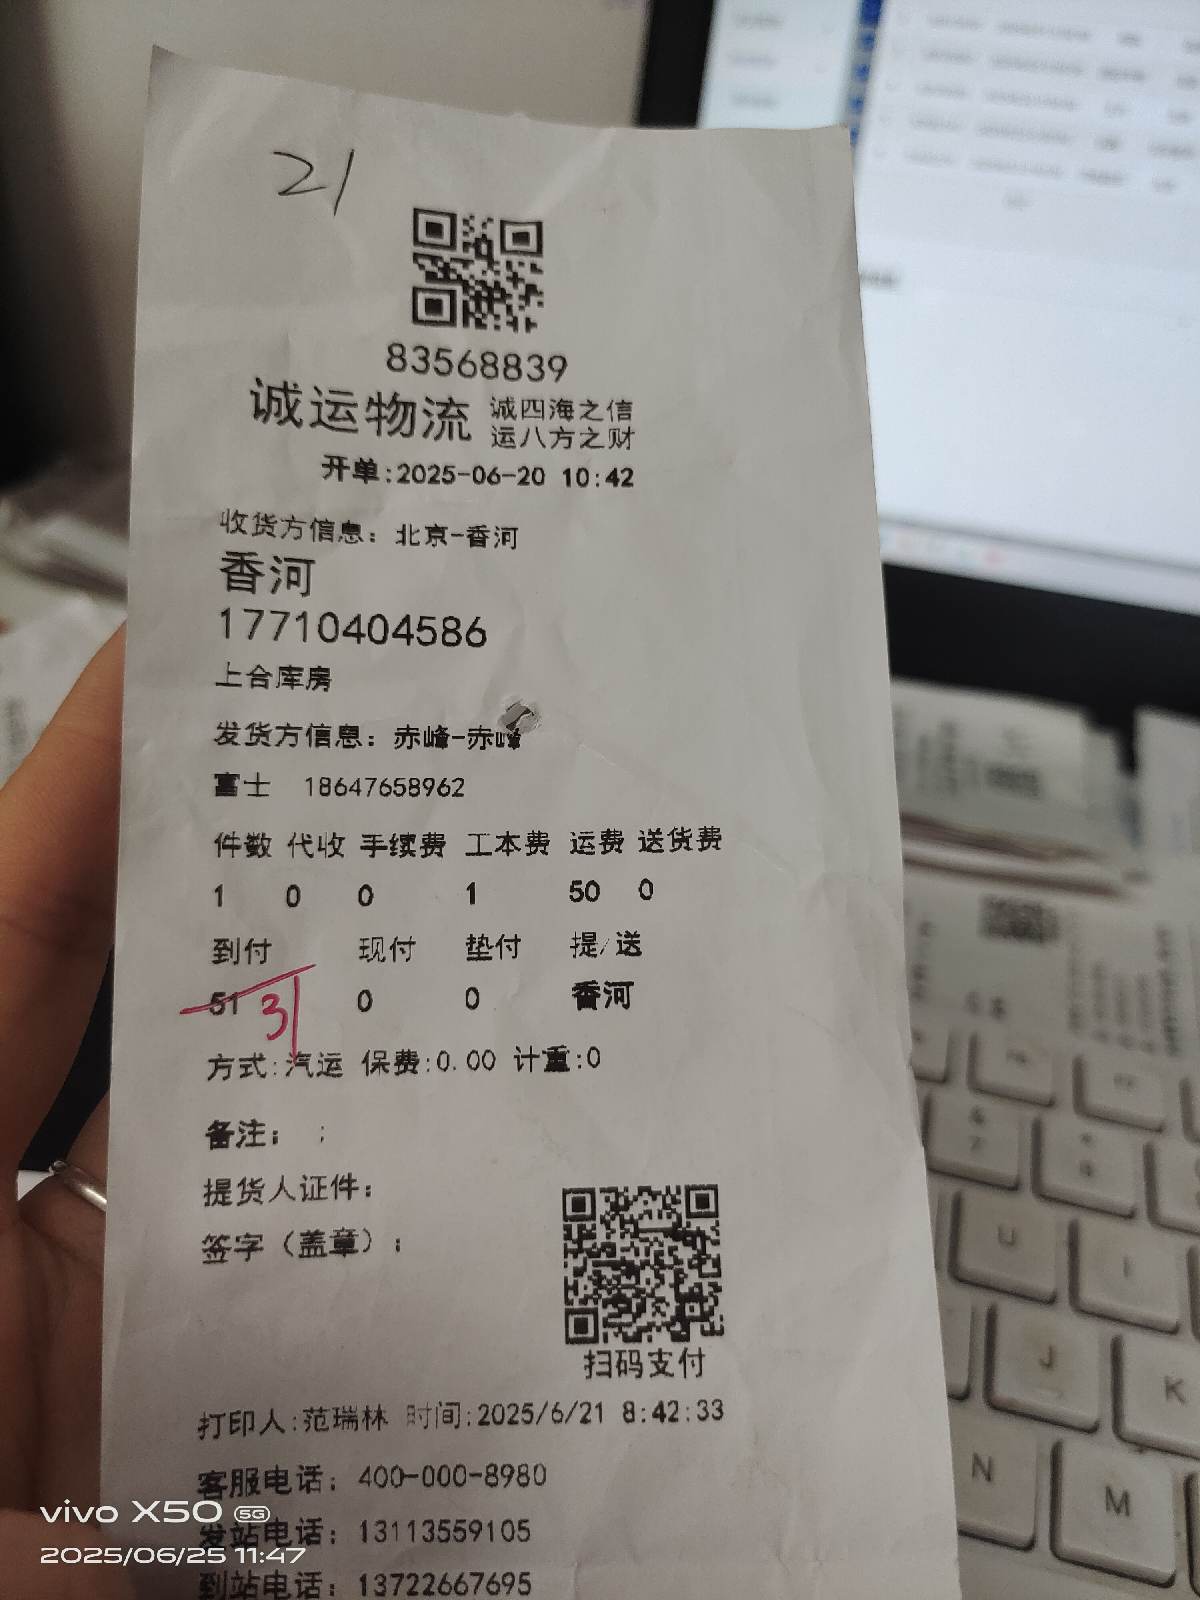 21
83568839
诚运物流 诚四海之信
运八方之财
开单:2025-06-20 10:42
收货方信息：北京-香河
香河
17710404586
上合库房
发货方信息：赤峰-赤峰
富士 18647658962
件数 代收 手续费 工本费 运费 送货费
1 0 0 1 50 0
到付 现付 垫付 提/送
51 31 0 0 香河
方式:汽运 保费:0.00 计重:0
备注： ;
提货人证件：
签字（盖章）：
扫码支付
打印人:范瑞林 时间:2025/6/21 8:42:33
客服电话：400-000-8980
发站电话：13113559105
到站电话：13722667695
vivo X50 5G
2025/06/25 11:47
7
8
U
I
J
K
N
M